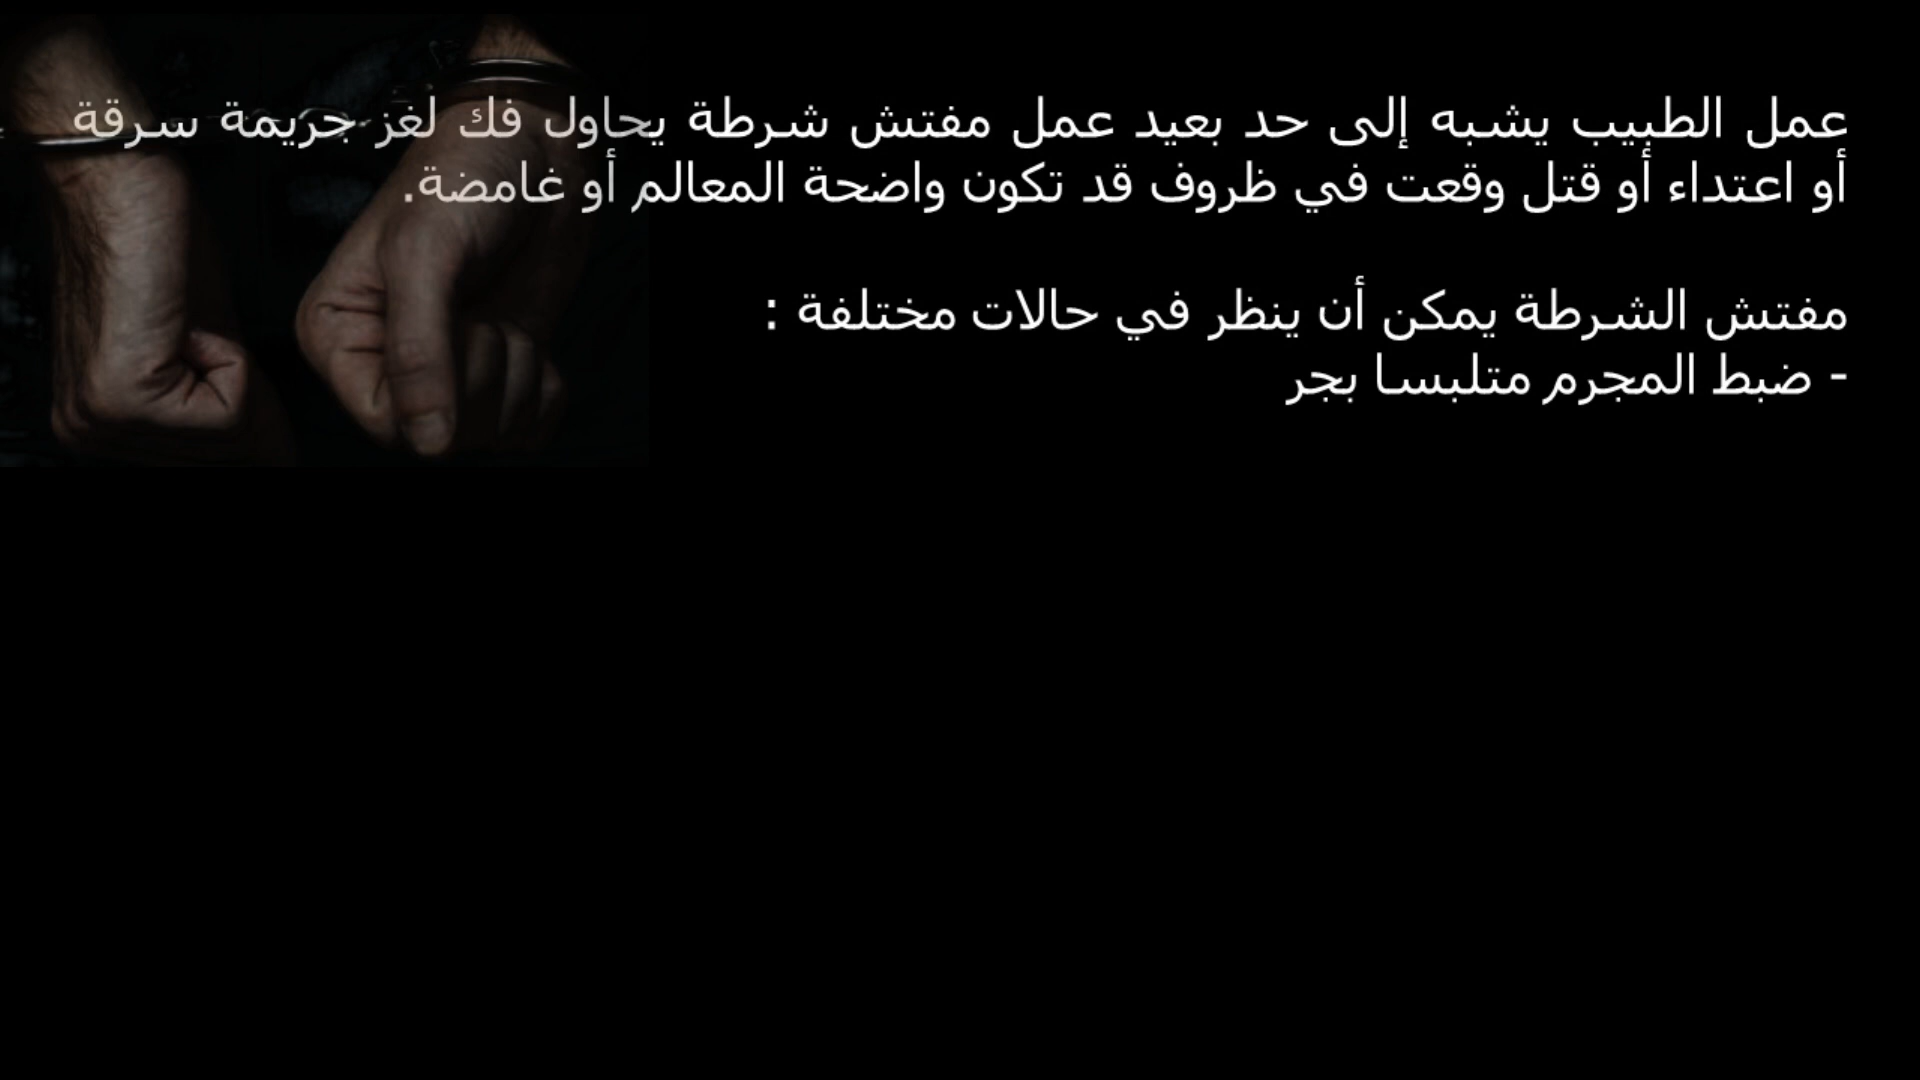 عمل الطبيب يشبه إلى حد بعيد عمل مفتش شرطة يحاول فك لغز جريمة سرقة
أو اعتداء أو قتل وقعت في ظروف قد تكون واضحة المعالم أو غامضة.
مفتش الشرطة يمكن أن ينظر في حالات مختلفة :
- ضبط المجرم متلبسا بجر